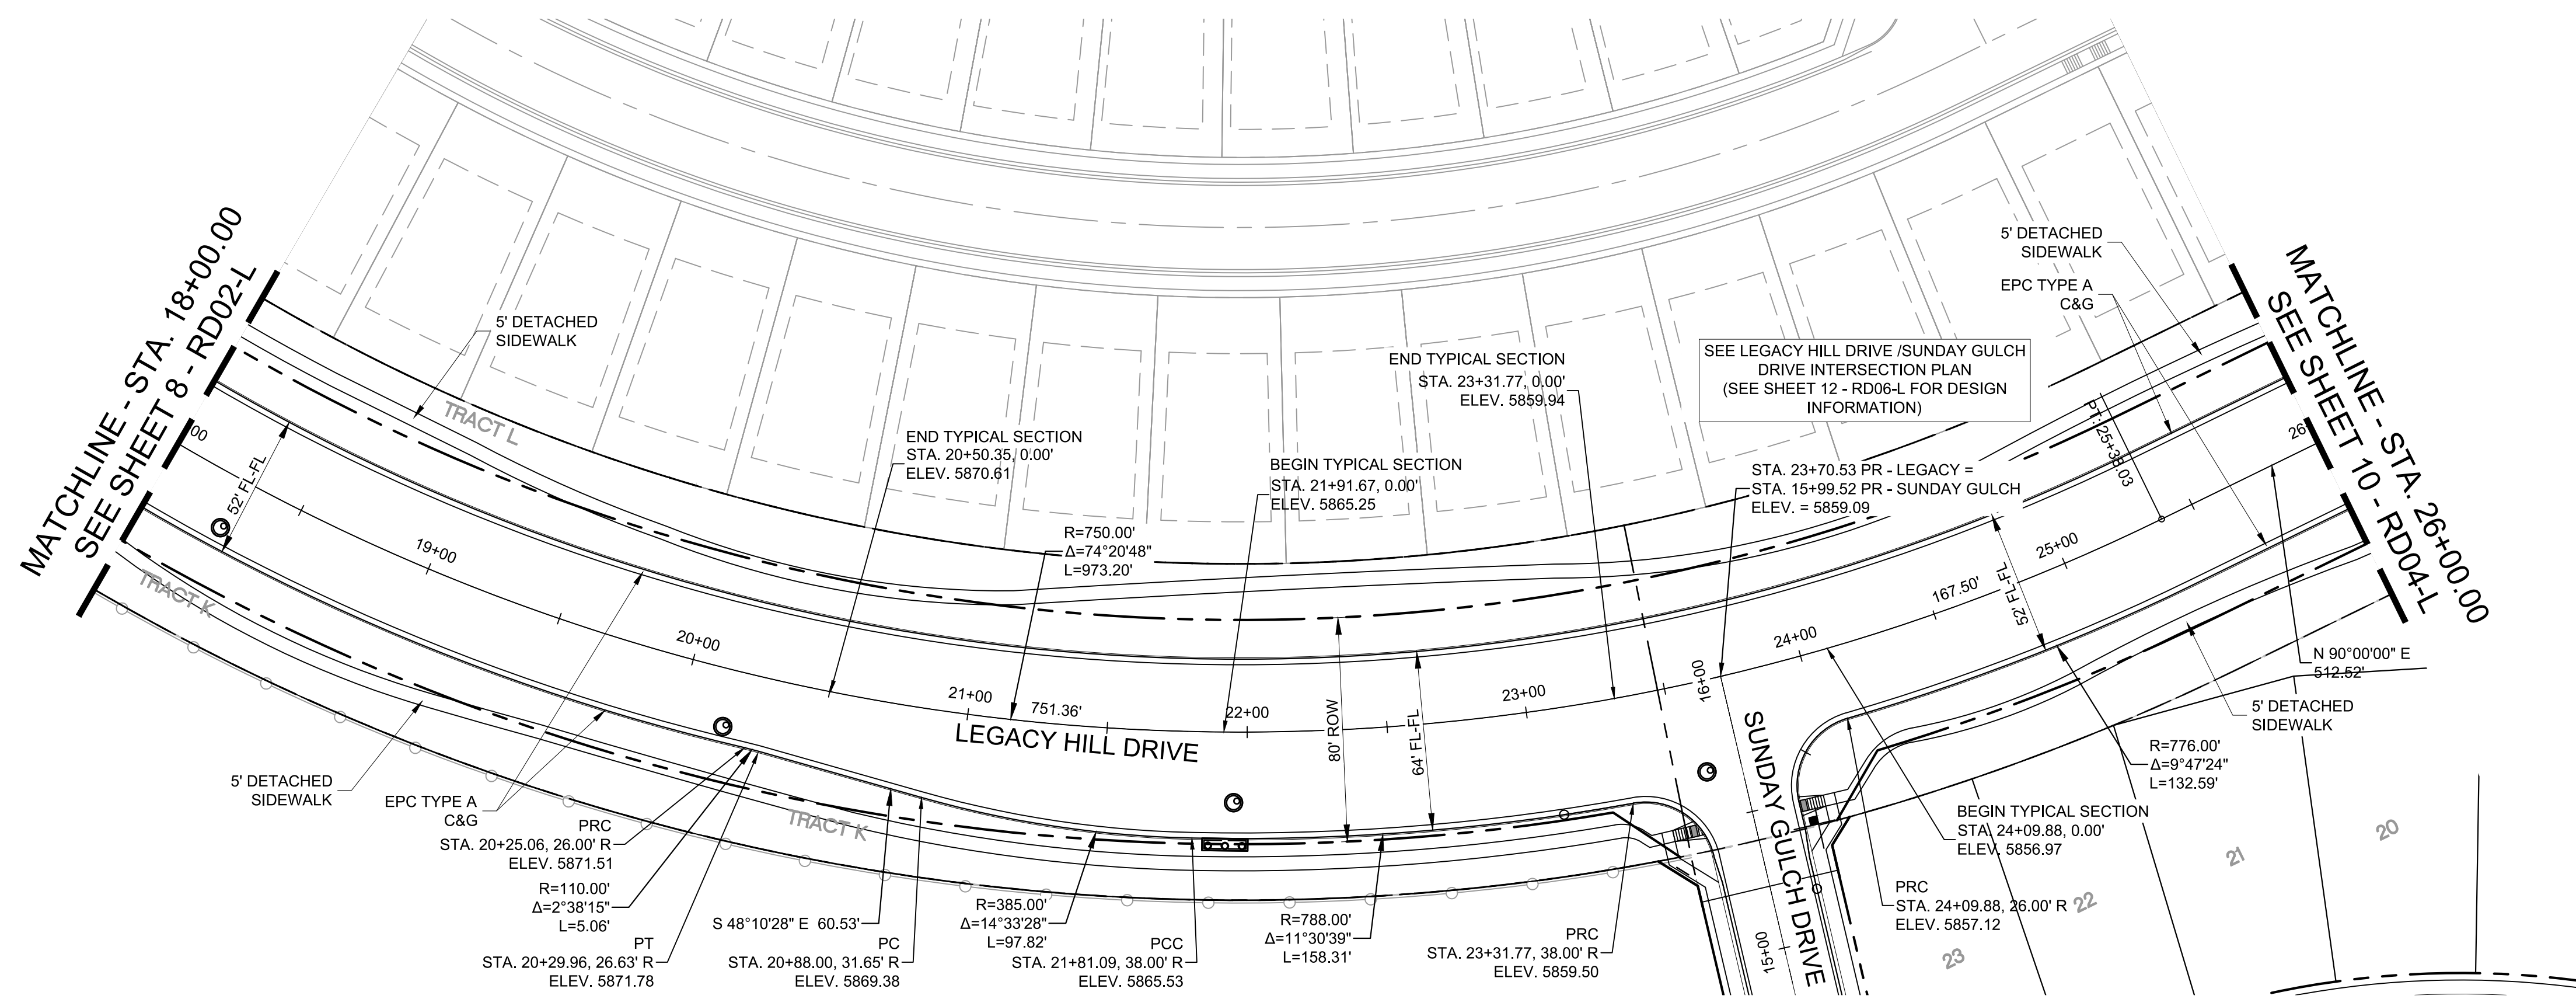 MATCHLINE - STA. 18+00.00
SEE SHEET 8 - RD02-L
5' DETACHED
SIDEWALK
TRACT L
00
52' FL-FL
19+00
TRACT K
20+00
END TYPICAL SECTION
STA. 20+50.35, 0.00'
ELEV. 5870.61
R=750.00'
Δ=74°20'48"
L=973.20'
BEGIN TYPICAL SECTION
STA. 21+91.67, 0.00'
ELEV. 5865.25
END TYPICAL SECTION
STA. 23+31.77, 0.00'
ELEV. 5859.94
SEE LEGACY HILL DRIVE /SUNDAY GULCH
DRIVE INTERSECTION PLAN
(SEE SHEET 12 - RD06-L FOR DESIGN
INFORMATION)
5' DETACHED
SIDEWALK
EPC TYPE A
C&G
MATCHLINE - STA. 26+00.00
SEE SHEET 10 - RD04-L
PT: 25+38.03
26
STA. 23+70.53 PR - LEGACY =
STA. 15+99.52 PR - SUNDAY GULCH
ELEV. = 5859.09
25+00
167.50'
52' FL-FL
24+00
21+00
751.36'
22+00
23+00
16+00
LEGACY HILL DRIVE
80' ROW
64' FL-FL
SUNDAY GULCH DRIVE
15+00
N 90°00'00" E
512.52'
5' DETACHED
SIDEWALK
R=776.00'
Δ=9°47'24"
L=132.59'
BEGIN TYPICAL SECTION
STA. 24+09.88, 0.00'
ELEV. 5856.97
PRC
STA. 24+09.88, 26.00' R
ELEV. 5857.12
20
21
22
23
5' DETACHED
SIDEWALK
EPC TYPE A
C&G
TRACT K
PRC
STA. 20+25.06, 26.00' R
ELEV. 5871.51
R=110.00'
Δ=2°38'15"
L=5.06'
PT
STA. 20+29.96, 26.63' R
ELEV. 5871.78
S 48°10'28" E 60.53'
PC
STA. 20+88.00, 31.65' R
ELEV. 5869.38
R=385.00'
Δ=14°33'28"
L=97.82'
PCC
STA. 21+81.09, 38.00' R
ELEV. 5865.53
R=788.00'
Δ=11°30'39"
L=158.31'
PRC
STA. 23+31.77, 38.00' R
ELEV. 5859.50